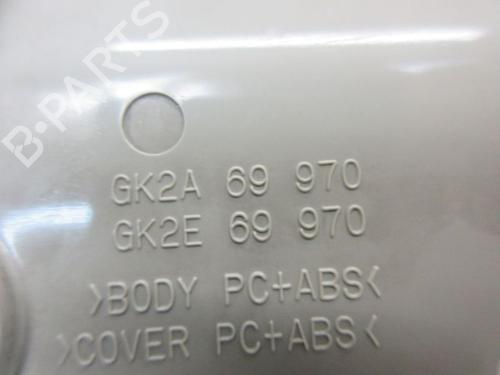 B-PARTS
GK2A 69 970
GK2E 69 970
>BODY PC+ABS<
>COVER PC+ABS<